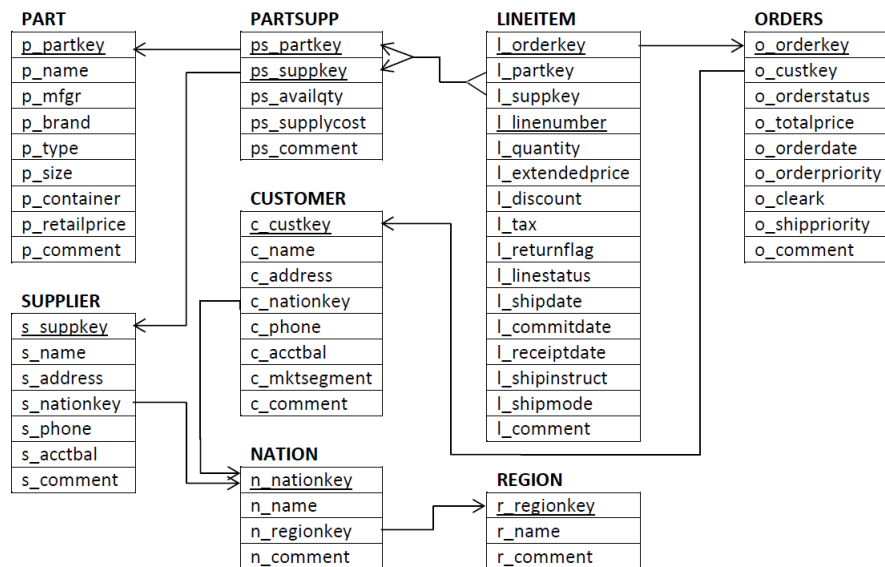 PART
p_partkey
p_name
p_mfgr
p_brand
p_type
p_size
p_container
p_retailprice
p_comment
SUPPLIER
s_suppkey
s_name
s_address
s_nationkey
s_phone
s_acctbal
s_comment
PARTSUPP
ps_partkey
ps_suppkey
ps_availqty
ps_supplycost
ps_comment
CUSTOMER
c_custkey
c_name
c_address
c_nationkey
c_phone
c_acctbal
c_mktsegment
c_comment
NATION
n_nationkey
n_name
n_regionkey
n_comment
LINEITEM
l_orderkey
l_partkey
l_suppkey
l_linenumber
l_quantity
l_extendedprice
l_discount
l_tax
l_returnflag
l_linestatus
l_shipdate
l_commitdate
l_receiptdate
l_shipinstruct
l_shipmode
l_comment
REGION
r_regionkey
r_name
r_comment
ORDERS
o_orderkey
o_custkey
o_orderstatus
o_totalprice
o_orderdate
o_orderpriority
o_cleark
o_shippriority
o_comment